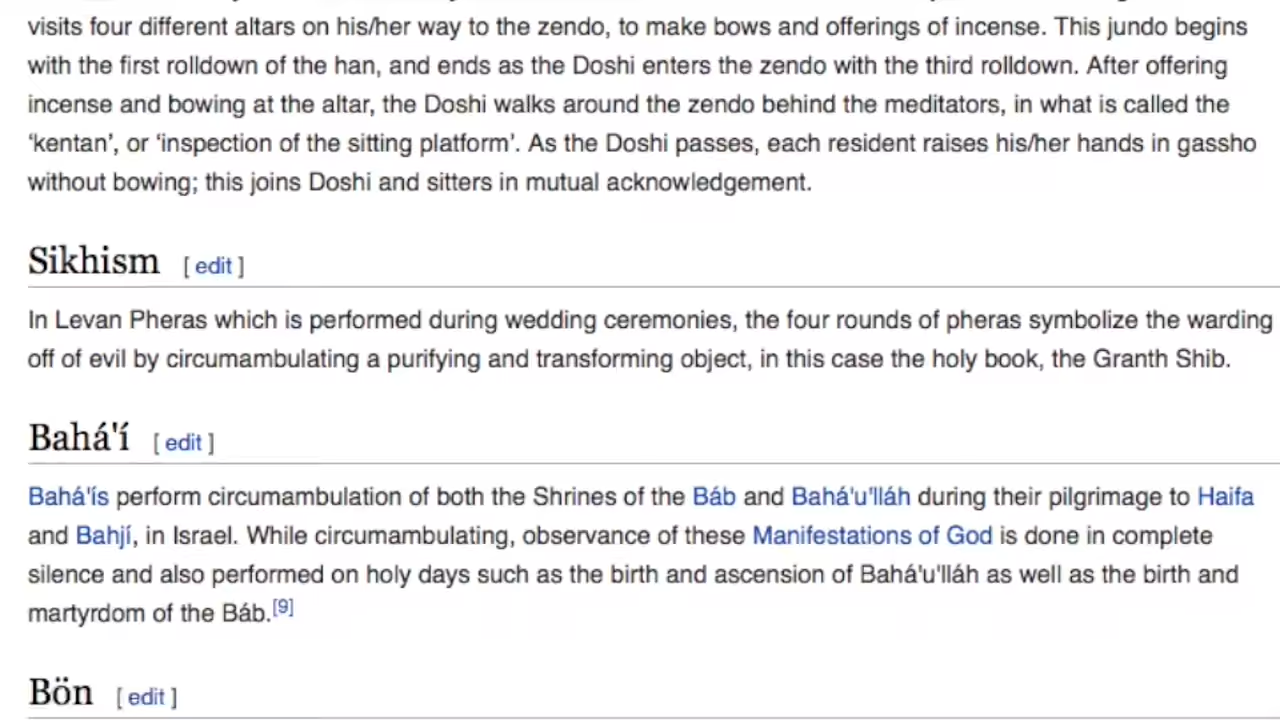 visits four different altars on his/her way to the zendo, to make bows and offerings of incense. This jundo begins
with the first rolldown of the han, and ends as the Doshi enters the zendo with the third rolldown. After offering
incense and bowing at the altar, the Doshi walks around the zendo behind the meditators, in what is called the
‘kentan’, or ‘inspection of the sitting platform’. As the Doshi passes, each resident raises his/her hands in gassho
without bowing; this joins Doshi and sitters in mutual acknowledgement.
Sikhism [ edit ]
In Levan Pheras which is performed during wedding ceremonies, the four rounds of pheras symbolize the warding
off of evil by circumambulating a purifying and transforming object, in this case the holy book, the Granth Shib.
Bahá'í [ edit ]
Bahá'ís perform circumambulation of both the Shrines of the Báb and Bahá'u'lláh during their pilgrimage to Haifa
and Bahjí, in Israel. While circumambulating, observance of these Manifestations of God is done in complete
silence and also performed on holy days such as the birth and ascension of Bahá'u'lláh as well as the birth and
martyrdom of the Báb.[9]
Bön [ edit ]